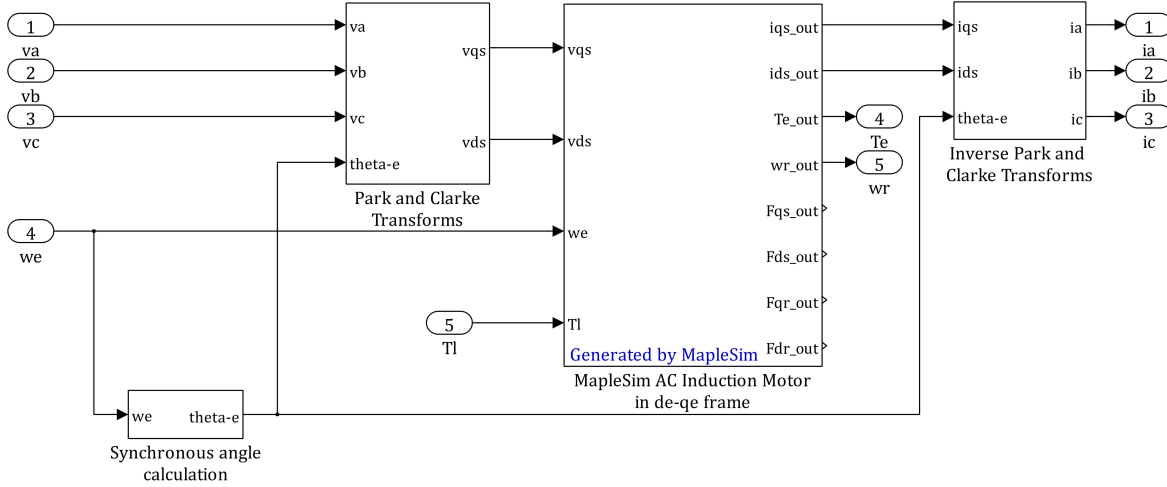 1
va
2
vb
3
vc
4
we
va
vb
vc
theta-e
vqs
vds
Park and Clarke
Transforms
we
theta-e
Synchronous angle
calculation
5
Tl
vqs
vds
we
Tl
iqs_out
ids_out
Te_out
wr_out
Fqs_out
Fds_out
Fqr_out
Fdr_out
Generated by MapleSim
MapleSim AC Induction Motor
in de-qe frame
4
Te
5
wr
iqs
ids
theta-e
ia
ib
ic
Inverse Park and
Clarke Transforms
1
ia
2
ib
3
ic